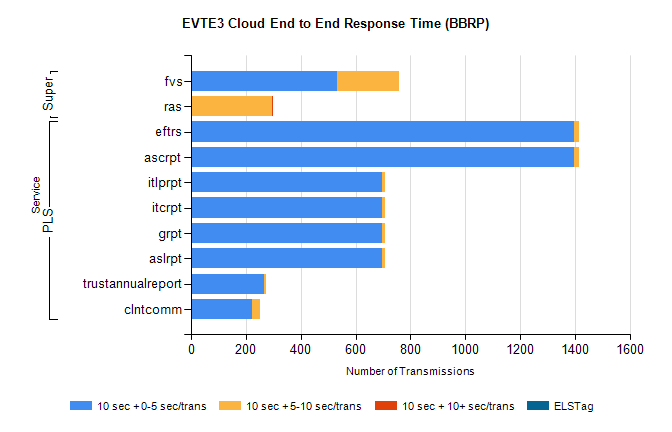 EVTE3 Cloud End to End Response Time (BBRP)
Super
fvs
ras
Service
PLS
eftrs
ascrpt
itlprpt
itcrpt
grpt
aslrpt
trustannualreport
clntcomm
0 200 400 600 800 1000 1200 1400 1600
Number of Transmissions
10 sec +0-5 sec/trans 10 sec +5-10 sec/trans 10 sec + 10+ sec/trans ELSTag